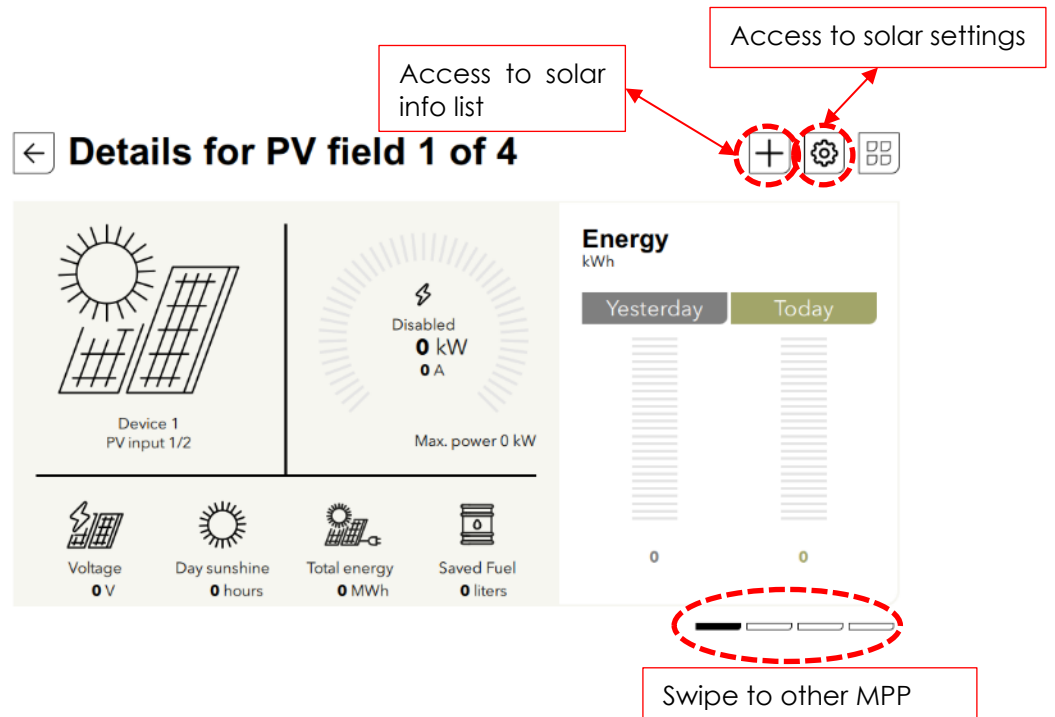 Access to solar settings
Access to solar
info list
Details for PV field 1 of 4
Energy
kWh
Yesterday
Today
Disabled
0 kW
0 A
Device 1
PV input 1/2
Max. power 0 kW
Voltage
0 V
Day sunshine
0 hours
Total energy
0 MWh
Saved Fuel
0 liters
0
0
Swipe to other MPP